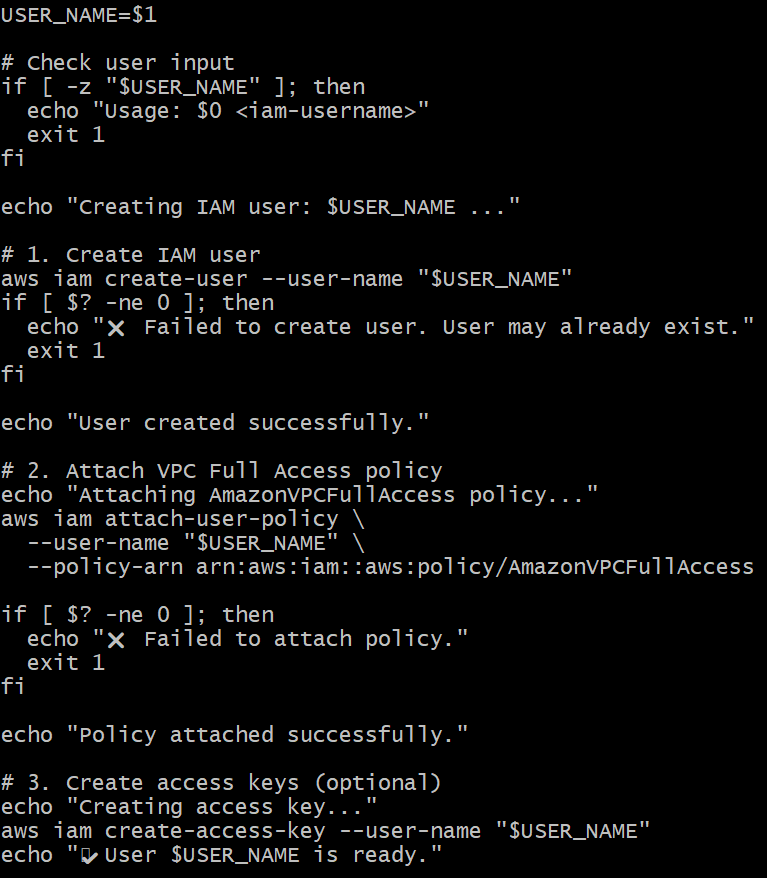 USER_NAME=$1
# Check user input
if [ -z "$USER_NAME" ]; then
echo "Usage: $0 <iam-username>"
exit 1
fi
echo "Creating IAM user: $USER_NAME ..."
# 1. Create IAM user
aws iam create-user --user-name "$USER_NAME"
if [ $? -ne 0 ]; then
echo "❌ Failed to create user. User may already exist."
exit 1
fi
echo "User created successfully."
# 2. Attach VPC Full Access policy
echo "Attaching AmazonVPCFullAccess policy..."
aws iam attach-user-policy \
--user-name "$USER_NAME" \
--policy-arn arn:aws:iam::aws:policy/AmazonVPCFullAccess
if [ $? -ne 0 ]; then
echo "❌ Failed to attach policy."
exit 1
fi
echo "Policy attached successfully."
# 3. Create access keys (optional)
echo "Creating access key..."
aws iam create-access-key --user-name "$USER_NAME"
echo "✔ User $USER_NAME is ready."